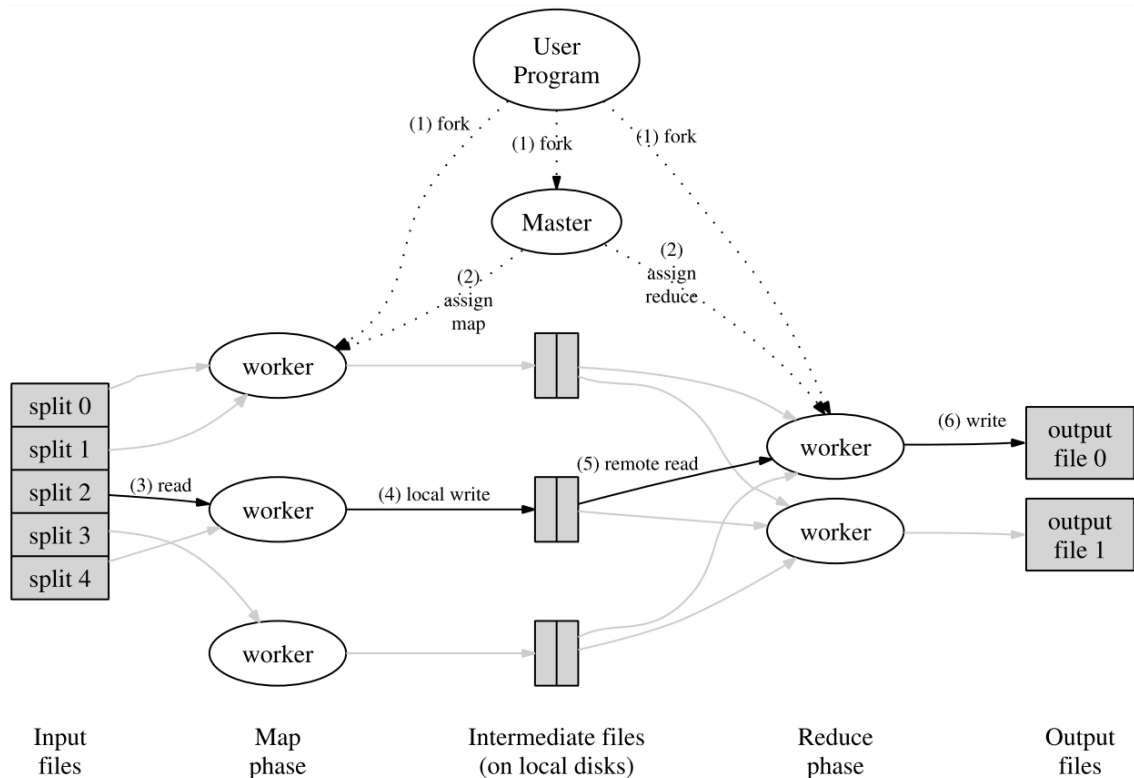 User
Program
(1) fork
(1) fork
(1) fork
Master
(2)
assign
map
(2)
assign
reduce
worker
split 0
split 1
split 2
split 3
split 4
(3) read
worker
(4) local write
worker
(5) remote read
worker
(6) write
output
file 0
worker
output
file 1
Input
files
Map
phase
Intermediate files
(on local disks)
Reduce
phase
Output
files